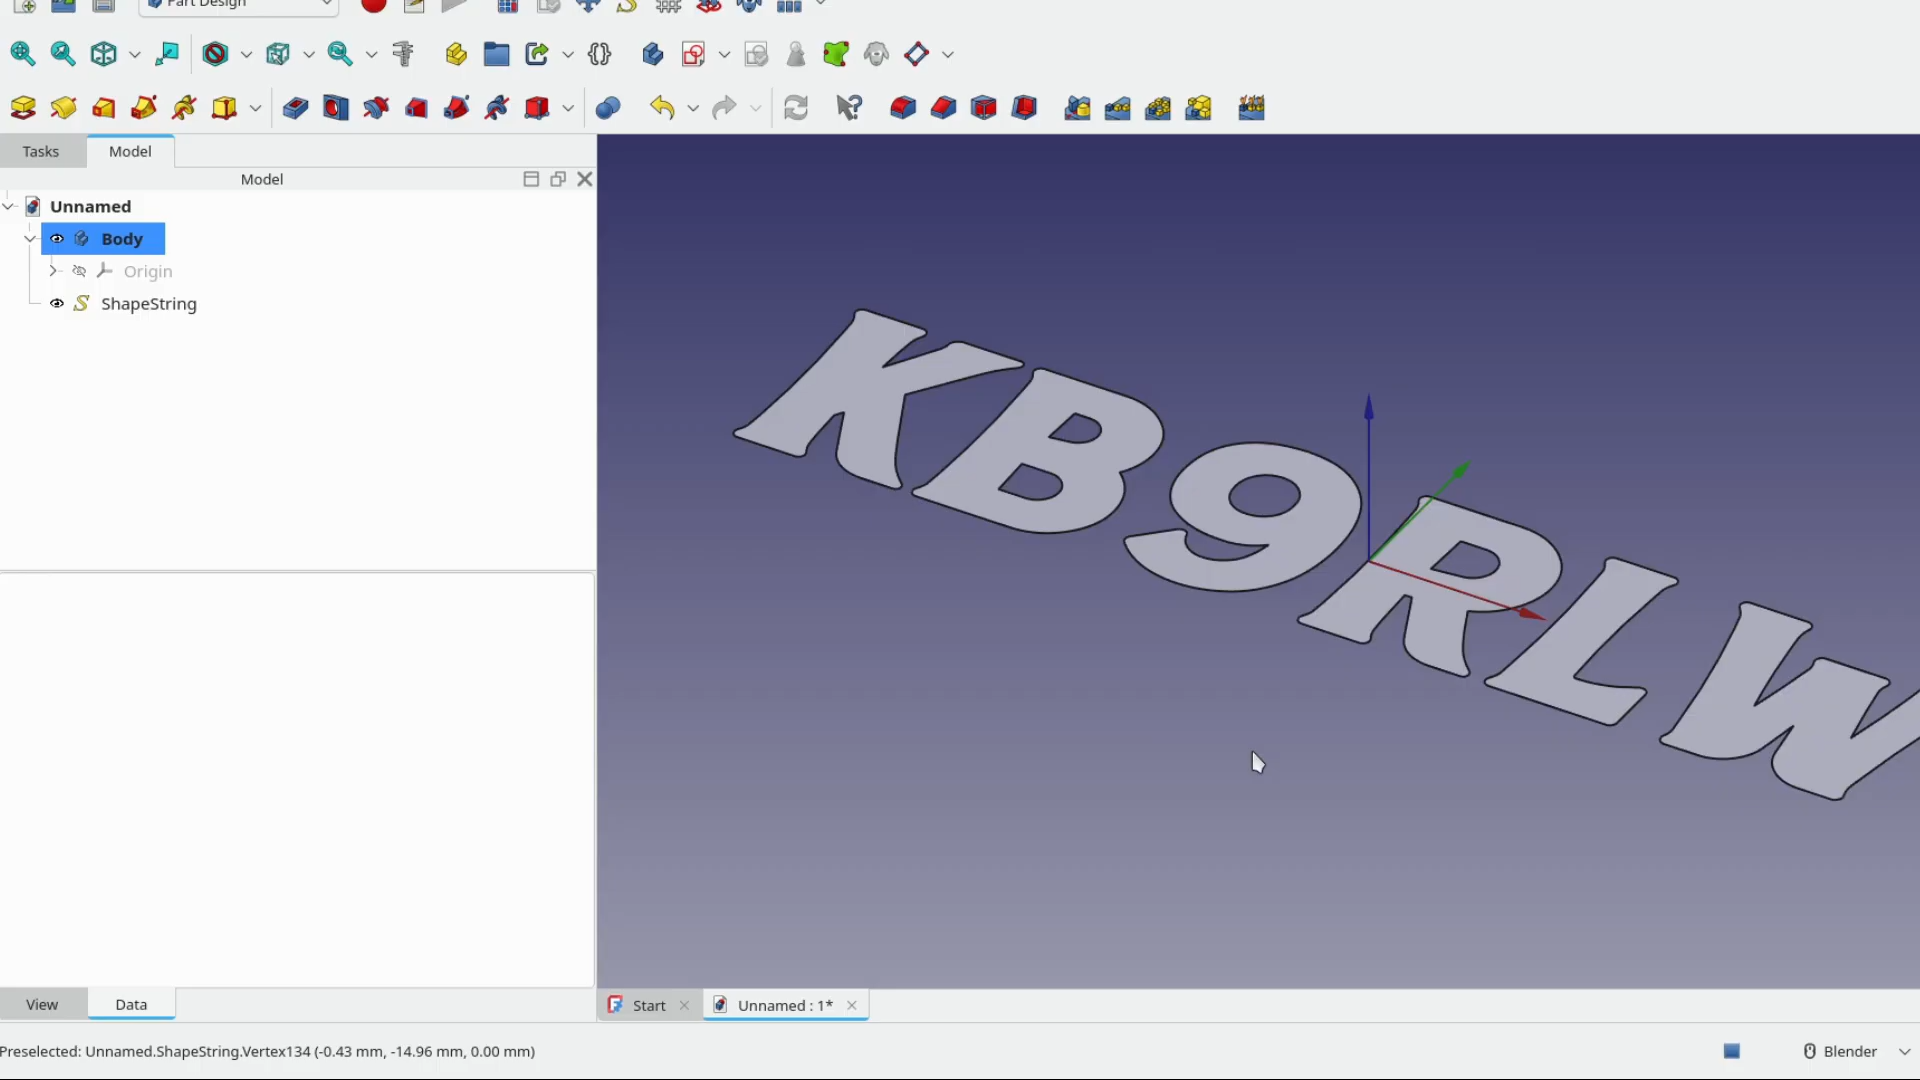 Part Design
Tasks
Model
Model
Unnamed
Body
Origin
ShapeString
KB9RLW
View
Data
Start
Unnamed : 1*
Preselected: Unnamed.ShapeString.Vertex134 (-0.43 mm, -14.96 mm, 0.00 mm)
Blender